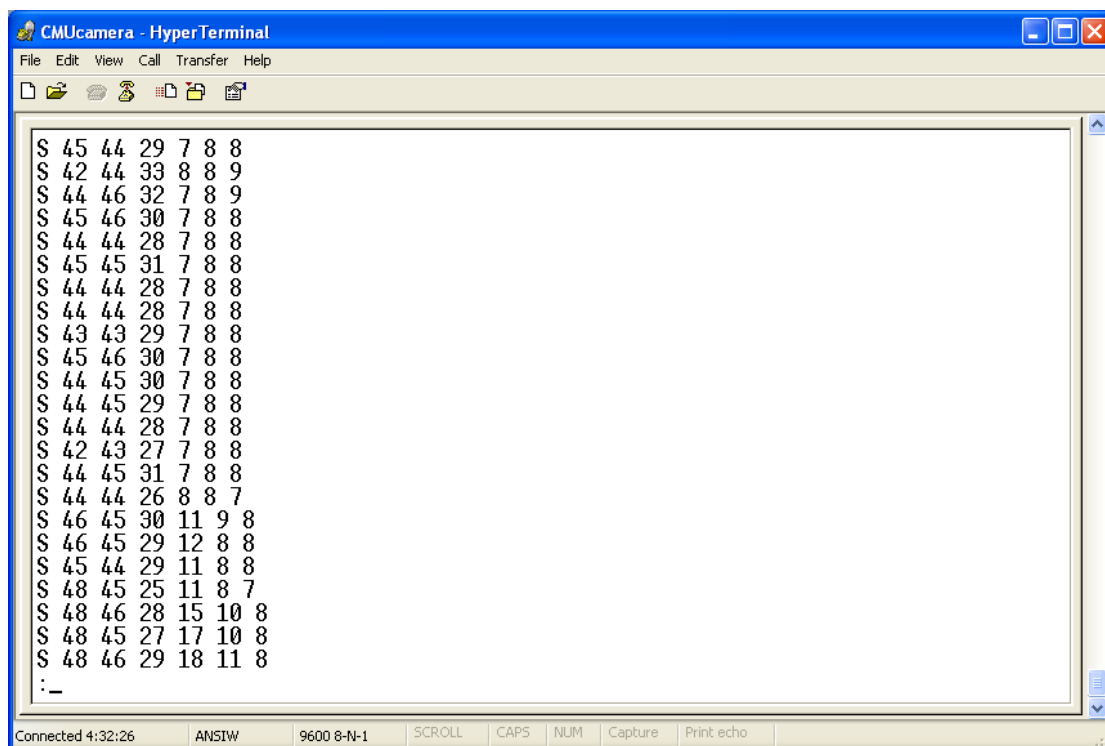 CMUcamera - HyperTerminal
File Edit View Call Transfer Help
S 45 44 29 7 8 8
S 42 44 33 8 8 9
S 44 46 32 7 8 9
S 45 46 30 7 8 8
S 44 44 28 7 8 8
S 45 45 31 7 8 8
S 44 44 28 7 8 8
S 44 44 28 7 8 8
S 43 43 29 7 8 8
S 45 46 30 7 8 8
S 44 45 30 7 8 8
S 44 45 29 7 8 8
S 44 44 28 7 8 8
S 42 43 27 7 8 8
S 44 45 31 7 8 8
S 44 44 26 8 8 7
S 46 45 30 11 9 8
S 46 45 29 12 8 8
S 45 44 29 11 8 8
S 48 45 25 11 8 7
S 48 46 28 15 10 8
S 48 45 27 17 10 8
S 48 46 29 18 11 8
:_
Connected 4:32:26 ANSIW 9600 8-N-1 SCROLL CAPS NUM Capture Print echo